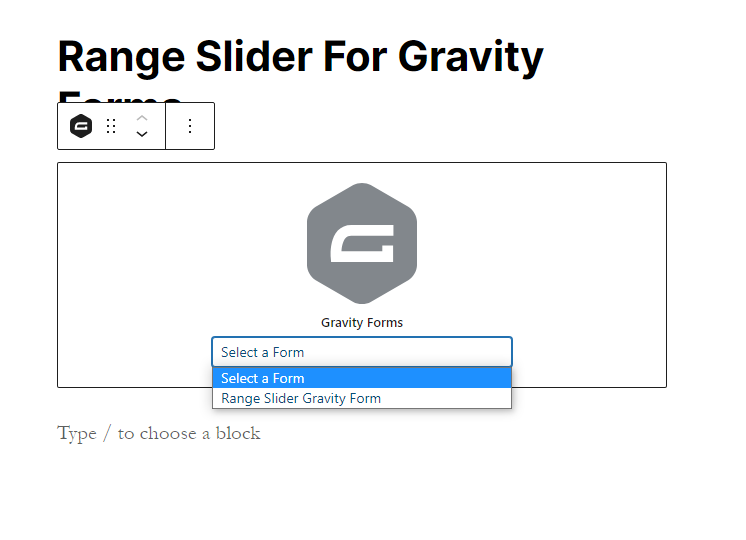 Range Slider For Gravity
Forms
Gravity Forms
Select a Form
Select a Form
Range Slider Gravity Form
Type / to choose a block